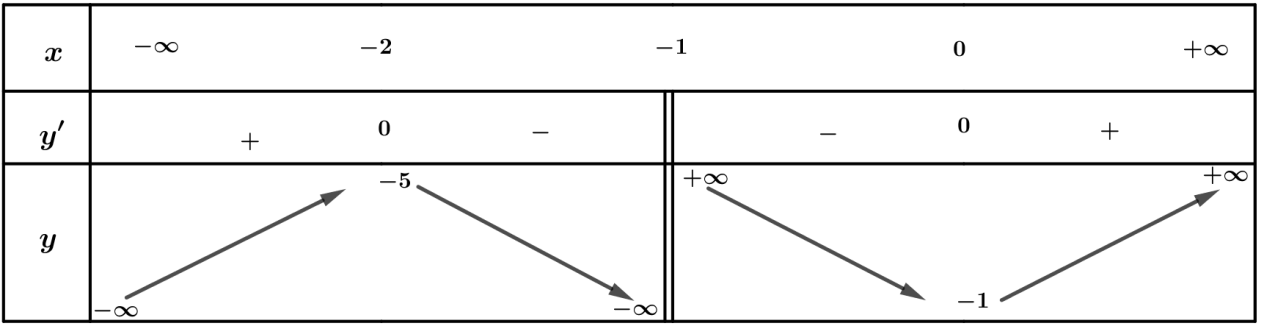 x −∞ −2 −1 0 +∞
y′ + 0 − − 0 +
−5 +∞ +∞
y
−∞ −∞ −1